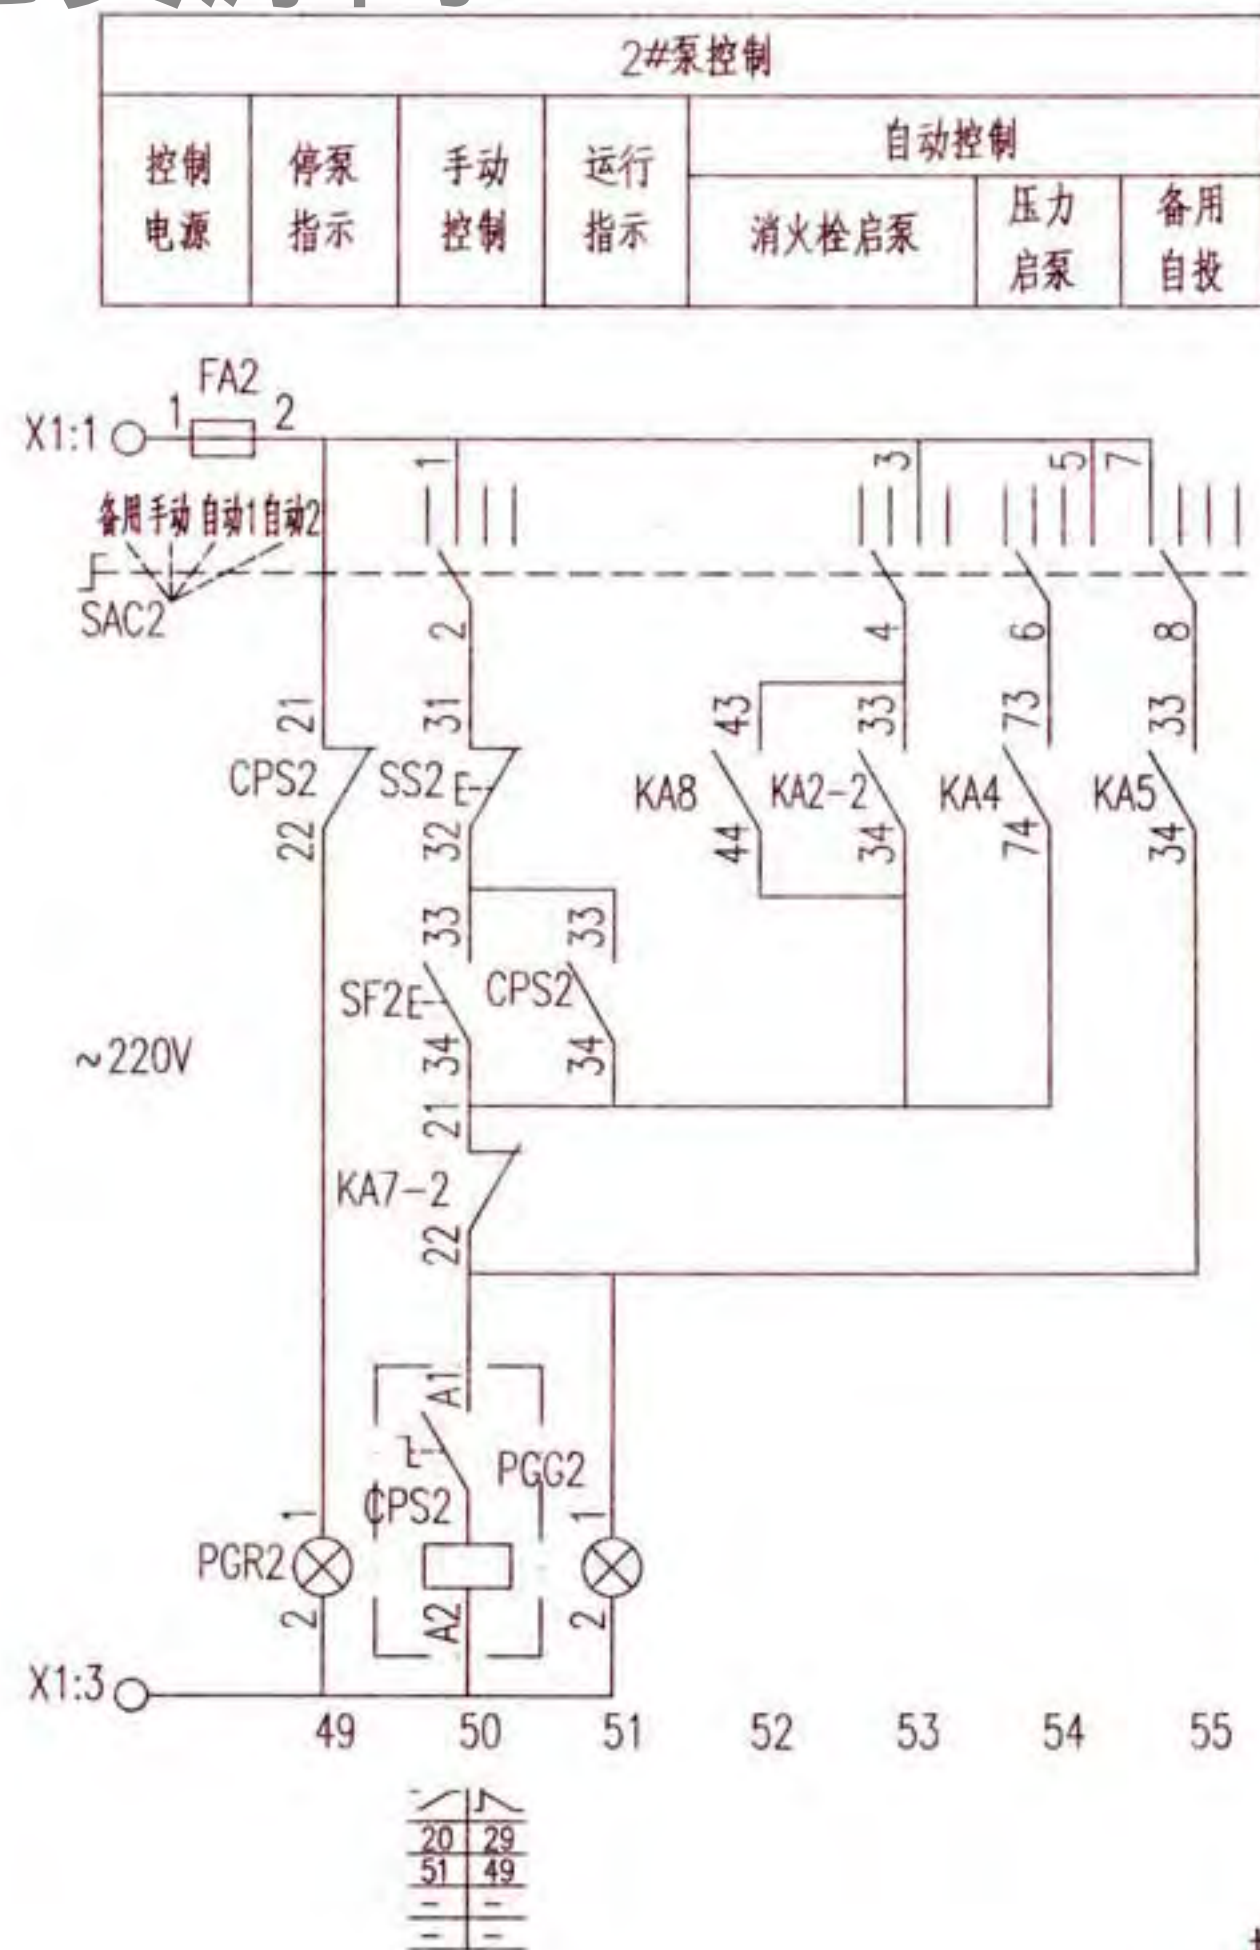 2#泵控制
控制
电源
停泵
指示
手动
控制
运行
指示
自动控制
消火栓启泵
压力
启泵
备用
自投
FA2
X1:1
1
2
1
3
5
7
备用 手动 自动1 自动2
SAC2
2
4
6
8
21
31
43
33
73
33
CPS2
SS2
KA8
KA2-2
KA4
KA5
22
32
44
34
74
34
33
33
SF2
CPS2
34
34
~220V
21
KA7-2
22
A1
PGG2
CPS2
1
1
PGR2
2
A2
2
X1:3
49 50 51 52 53 54 55
20 29
51 49
- -
- -